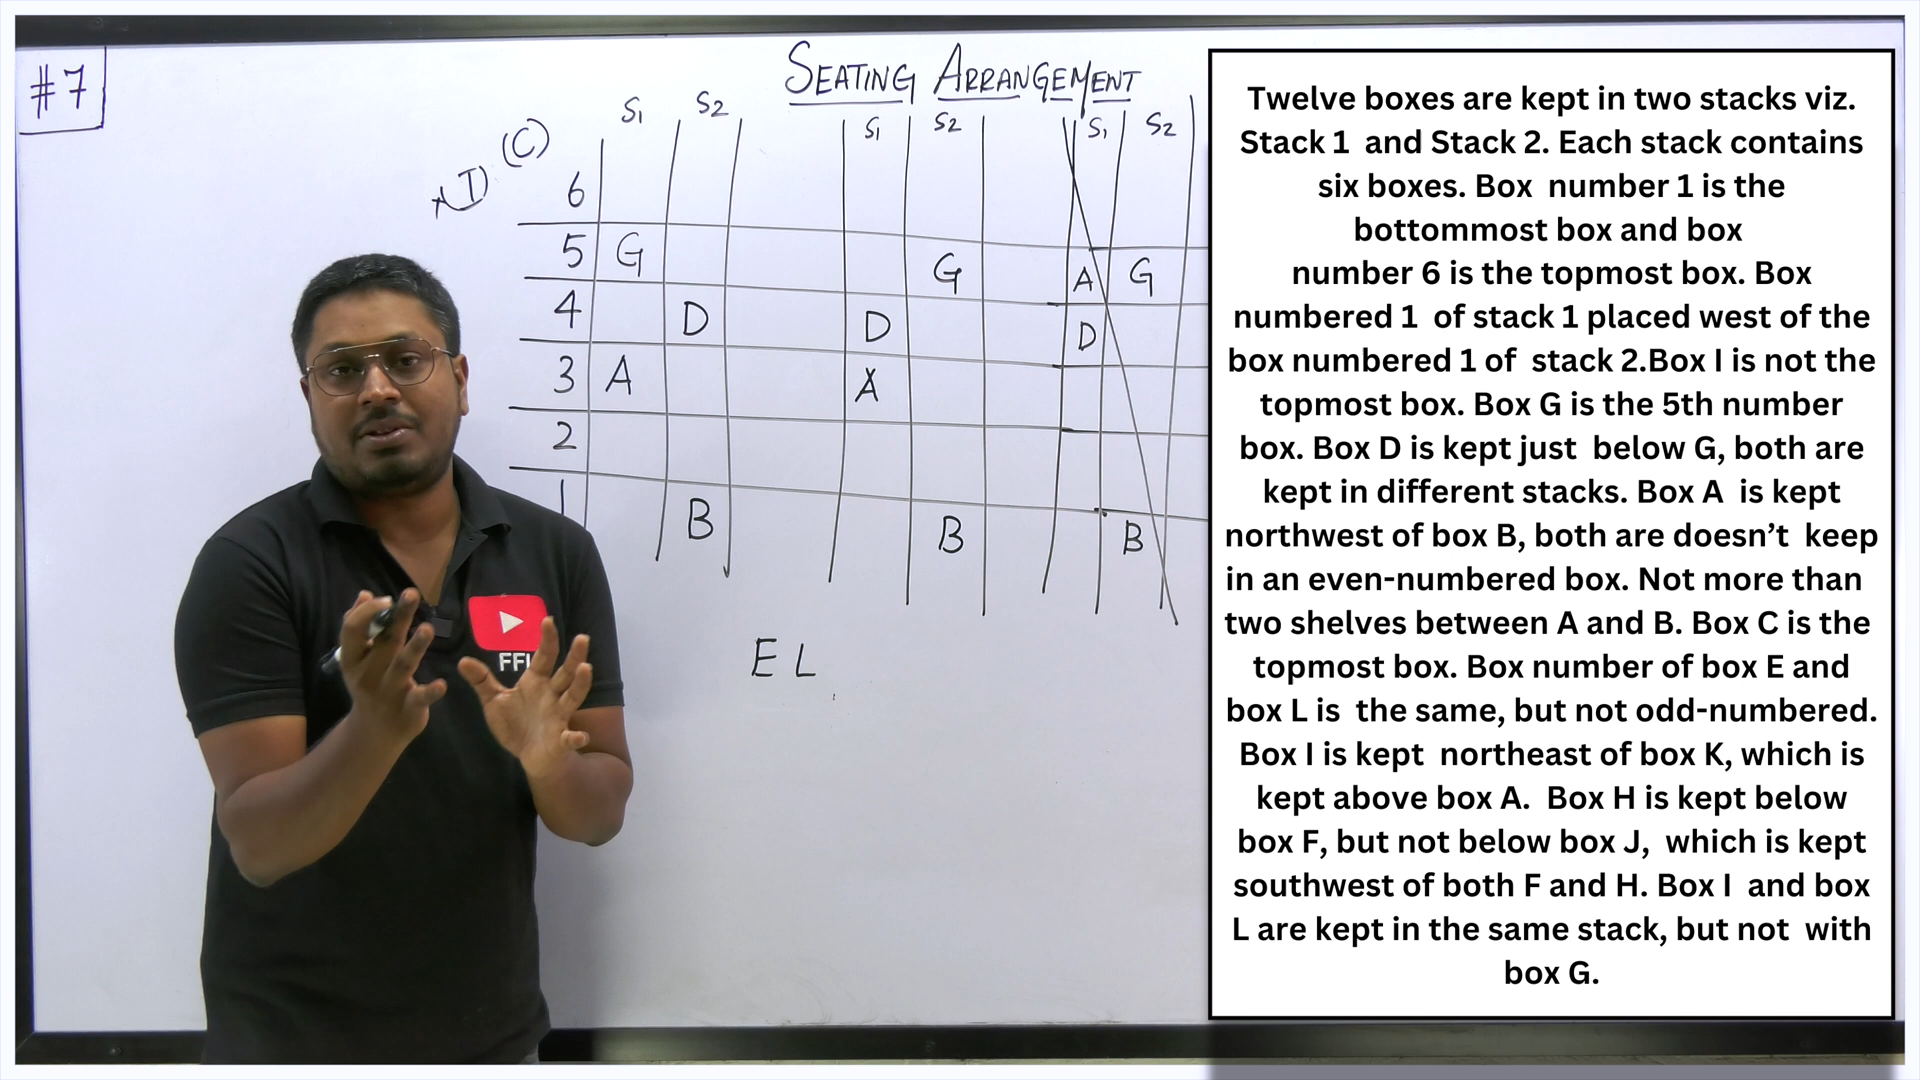 #7
SEATING ARRANGEMENT
S1 S2
S1 S2
S1 S2
(C)
I)
6
5 G G A G
4 D D D
3 A A
2
1 B B B
E L
FFI
Twelve boxes are kept in two stacks viz.
Stack 1 and Stack 2. Each stack contains
six boxes. Box number 1 is the
bottommost box and box
number 6 is the topmost box. Box
numbered 1 of stack 1 placed west of the
box numbered 1 of stack 2.Box I is not the
topmost box. Box G is the 5th number
box. Box D is kept just below G, both are
kept in different stacks. Box A is kept
northwest of box B, both are doesn’t keep
in an even-numbered box. Not more than
two shelves between A and B. Box C is the
topmost box. Box number of box E and
box L is the same, but not odd-numbered.
Box I is kept northeast of box K, which is
kept above box A. Box H is kept below
box F, but not below box J, which is kept
southwest of both F and H. Box I and box
L are kept in the same stack, but not with
box G.